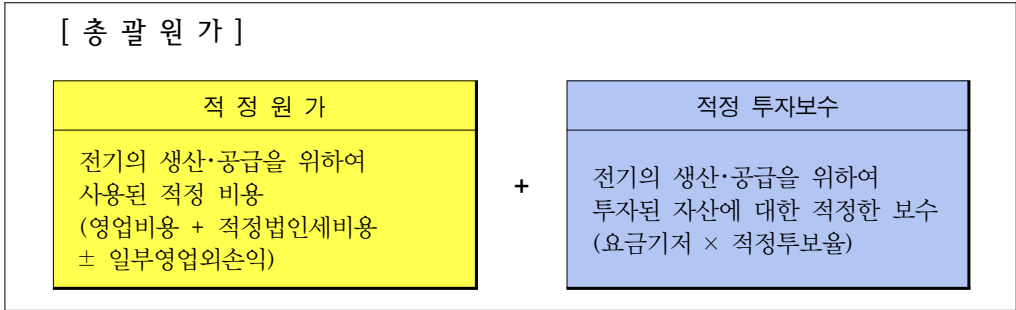 [ 총 괄 원 가 ]
적 정 원 가
전기의 생산·공급을 위하여
사용된 적정 비용
(영업비용 + 적정법인세비용
± 일부영업외손익)
+
적정 투자보수
전기의 생산·공급을 위하여
투자된 자산에 대한 적정한 보수
(요금기저 × 적정투보율)